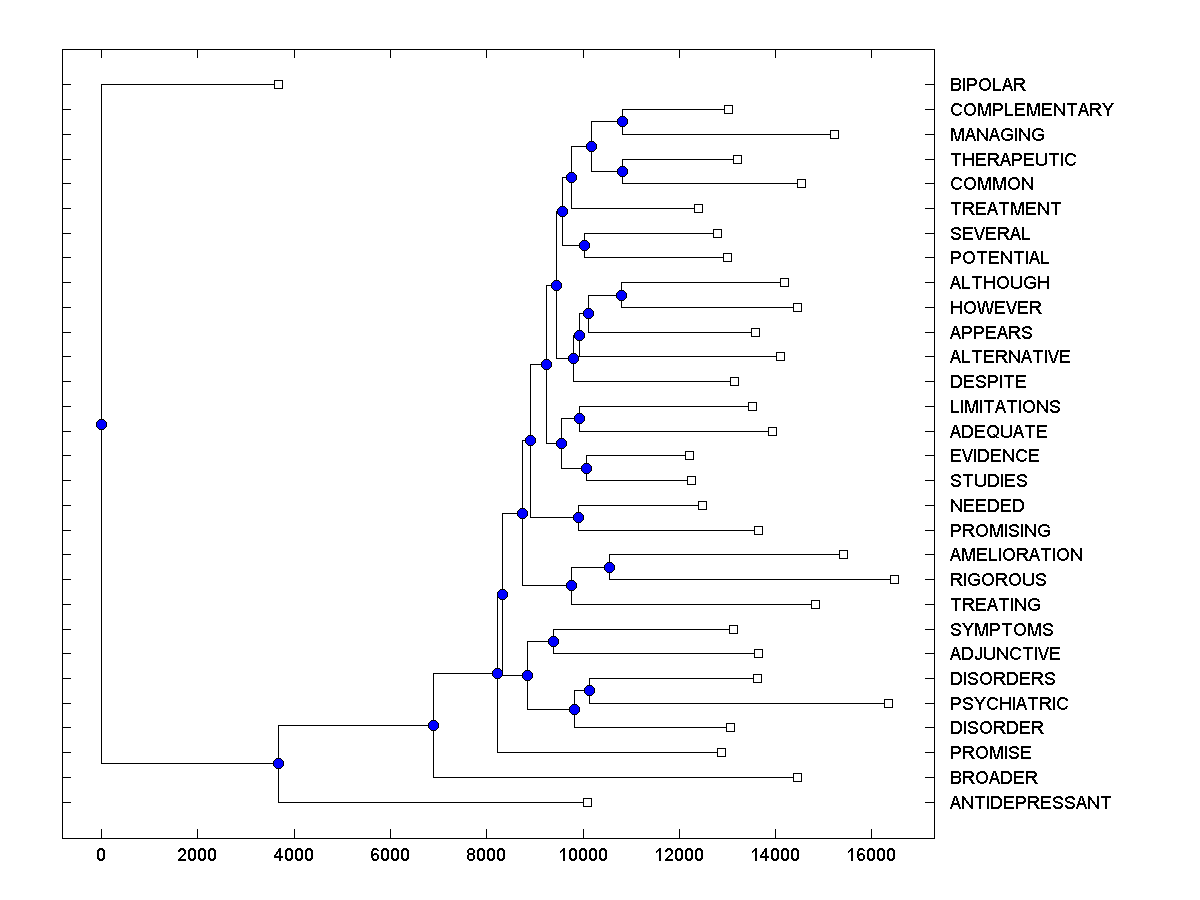 BIPOLAR
COMPLEMENTARY
MANAGING
THERAPEUTIC
COMMON
TREATMENT
SEVERAL
POTENTIAL
ALTHOUGH
HOWEVER
APPEARS
ALTERNATIVE
DESPITE
LIMITATIONS
ADEQUATE
EVIDENCE
STUDIES
NEEDED
PROMISING
AMELIORATION
RIGOROUS
TREATING
SYMPTOMS
ADJUNCTIVE
DISORDERS
PSYCHIATRIC
DISORDER
PROMISE
BROADER
ANTIDEPRESSANT
0 2000 4000 6000 8000 10000 12000 14000 16000